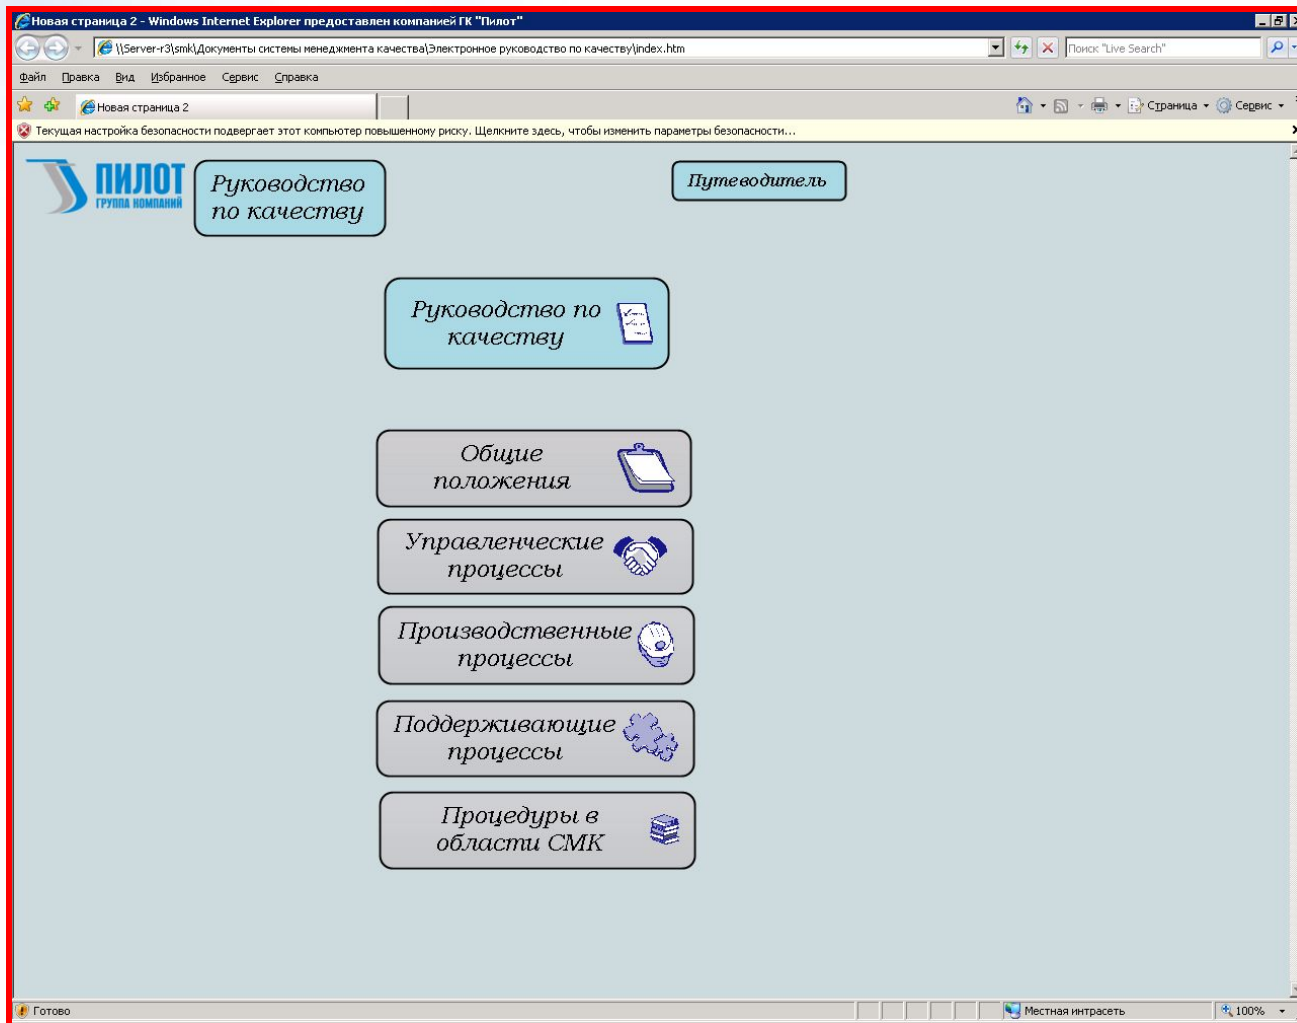 Новая страница 2 - Windows Internet Explorer предоставлен компанией ГК "Пилот"
\\Server-r3\smk\Документы системы менеджмента качества\Электронное руководство по качеству\index.htm
Поиск "Live Search"
Файл Правка Вид Избранное Сервис Справка
Новая страница 2
Страница Сервис
Текущая настройка безопасности подвергает этот компьютер повышенному риску. Щелкните здесь, чтобы изменить параметры безопасности...
ПИЛОТ
ГРУППА КОМПАНИЙ
Руководство
по качеству
Путеводитель
Руководство по
качеству
Общие
положения
Управленческие
процессы
Производственные
процессы
Поддерживающие
процессы
Процедуры в
области СМК
Готово
Местная интрасеть
100%